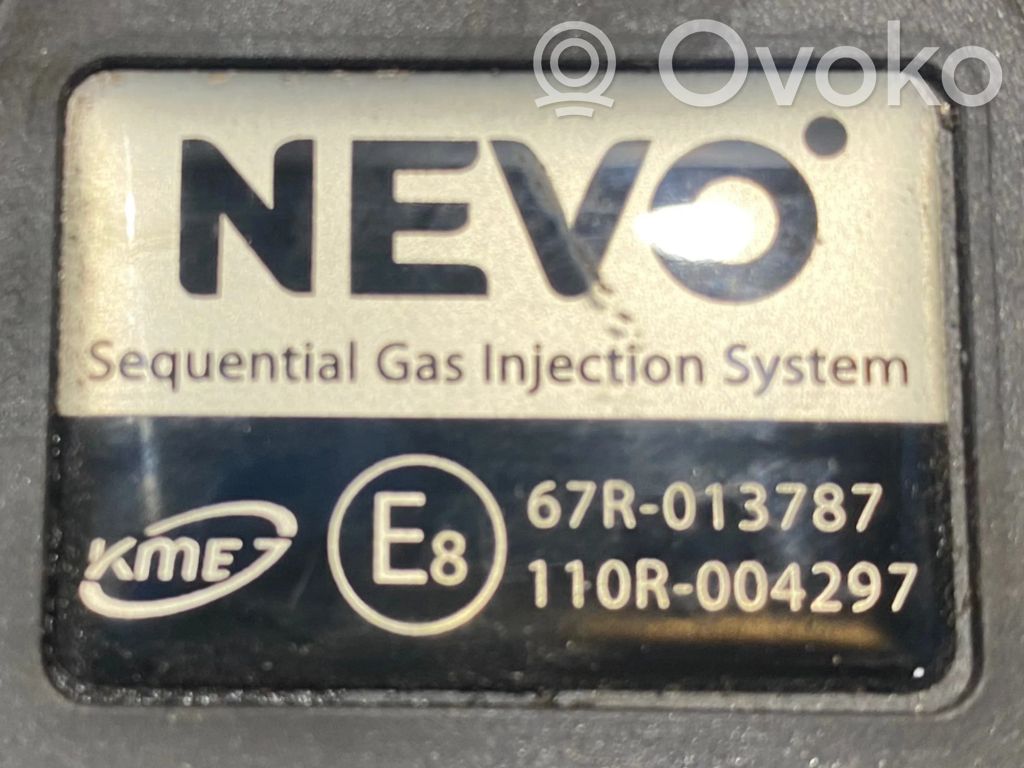 Ovoko
NEVO
Sequential Gas Injection System
KME
E8
67R-013787
110R-004297